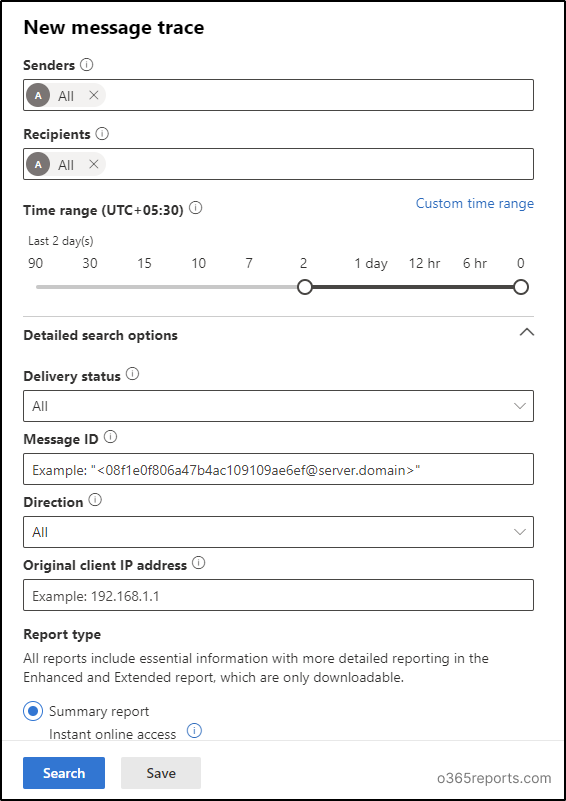 New message trace
Senders
A All
Recipients
A All
Time range (UTC+05:30) Custom time range
Last 2 day(s)
90 30 15 10 7 2 1 day 12 hr 6 hr 0
Detailed search options
Delivery status
All
Message ID
Example: "<08f1e0f806a47b4ac109109ae6ef@server.domain>"
Direction
All
Original client IP address
Example: 192.168.1.1
Report type
All reports include essential information with more detailed reporting in the
Enhanced and Extended report, which are only downloadable.
Summary report
Instant online access
Search Save
o365reports.com